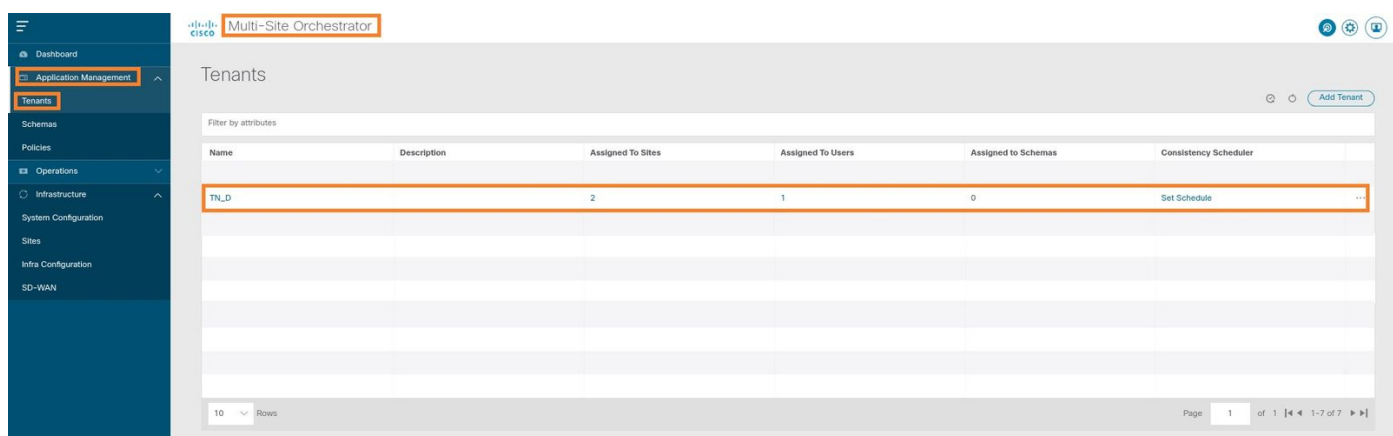 CISCO Multi-Site Orchestrator
Dashboard
Application Management
Tenants
Schemas
Policies
Operations
Infrastructure
System Configuration
Sites
Infra Configuration
SD-WAN
Tenants
Add Tenant
Filter by attributes
Name Description Assigned To Sites Assigned To Users Assigned to Schemas Consistency Scheduler
TN_D 2 1 0 Set Schedule ...
10 Rows Page 1 of 1 1-7 of 7